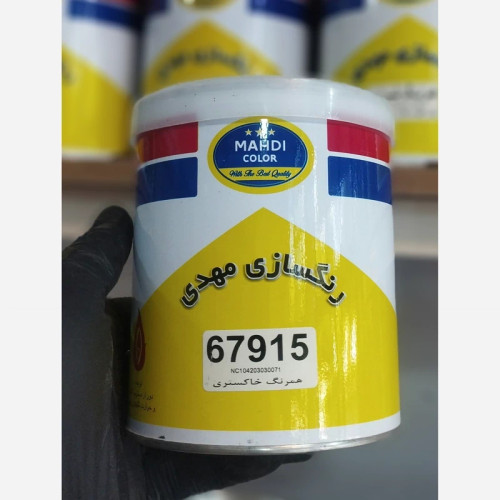 MAHDI
COLOR
With The Best Quality
رنگسازی مهدی
67915
NC104203030071
همرنگ خاکستری